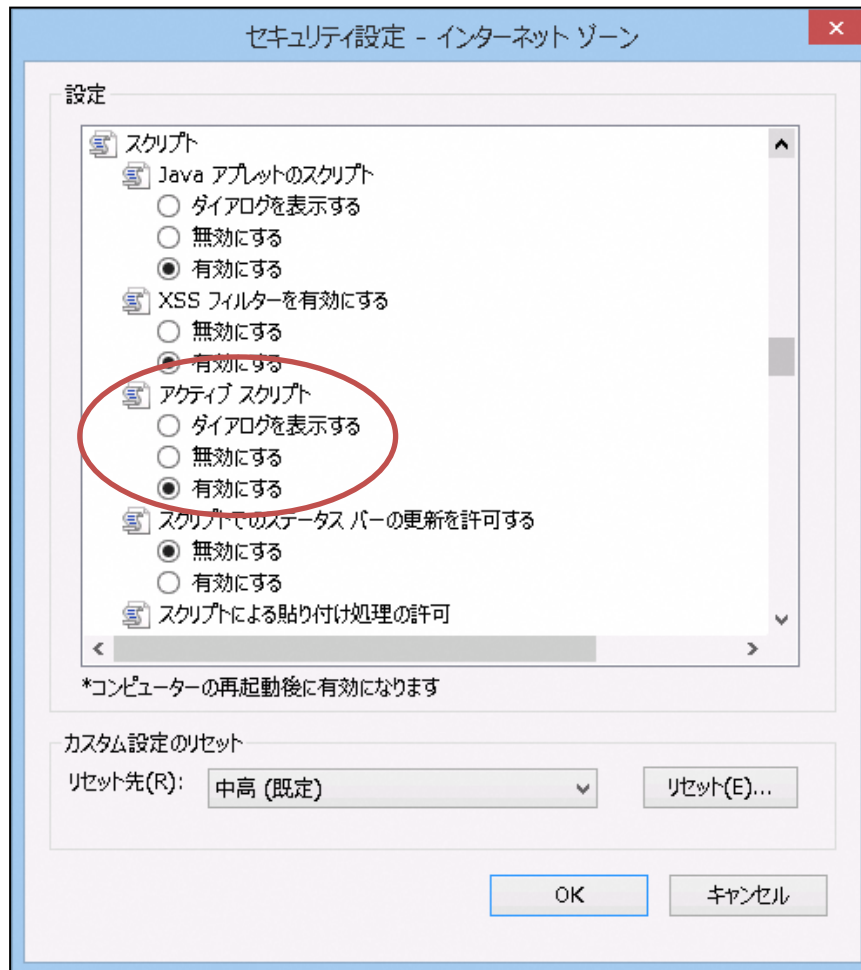 セキュリティ設定 - インターネット ゾーン
設定
スクリプト
Java アプレットのスクリプト
ダイアログを表示する
無効にする
有効にする
XSS フィルターを有効にする
無効にする
有効にする
アクティブ スクリプト
ダイアログを表示する
無効にする
有効にする
スクリプトでのステータス バーの更新を許可する
無効にする
有効にする
スクリプトによる貼り付け処理の許可
*コンピューターの再起動後に有効になります
カスタム設定のリセット
リセット先(R): 中高 (既定) リセット(E)...
OK キャンセル